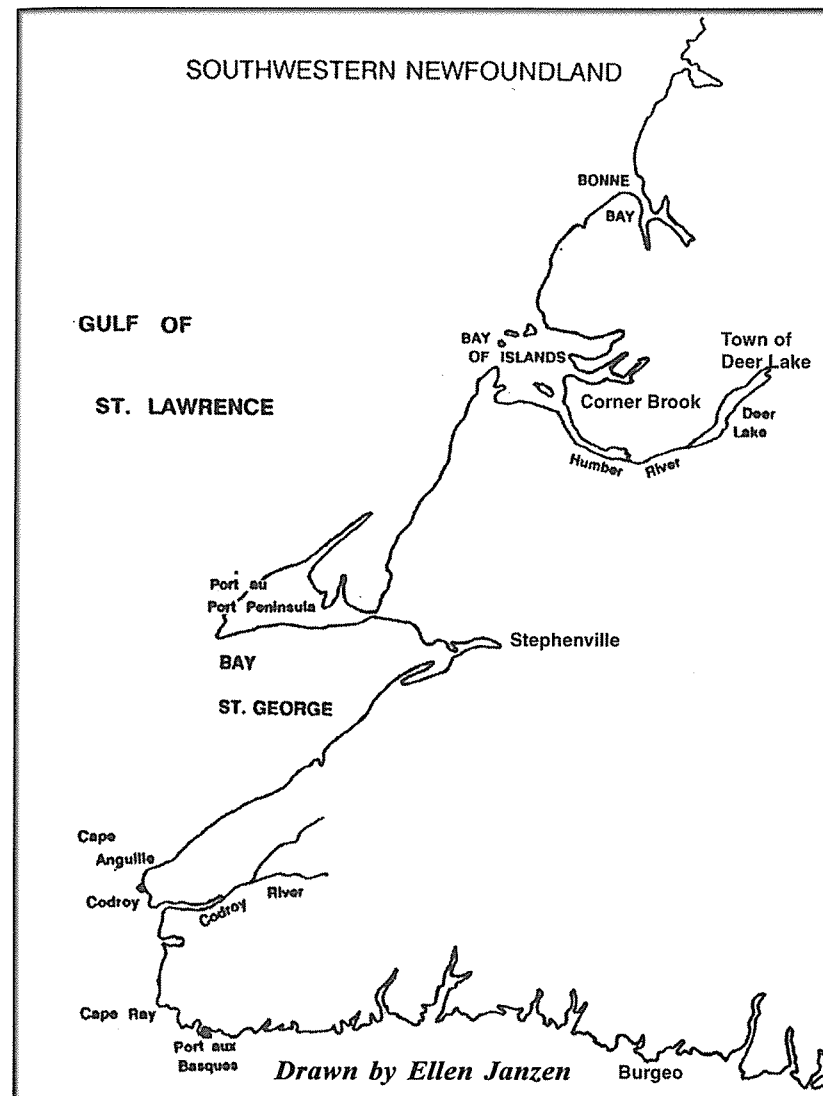 SOUTHWESTERN NEWFOUNDLAND
BONNE
BAY
GULF OF
ST. LAWRENCE
BAY
OF ISLANDS
Town of
Deer Lake
Corner Brook
Deer
Lake
Humber River
Port au
Port Peninsula
Stephenville
BAY
ST. GEORGE
Cape
Anguille
Codroy
Codroy River
Cape Ray
Port aux
Basques
Drawn by Ellen Janzen
Burgeo